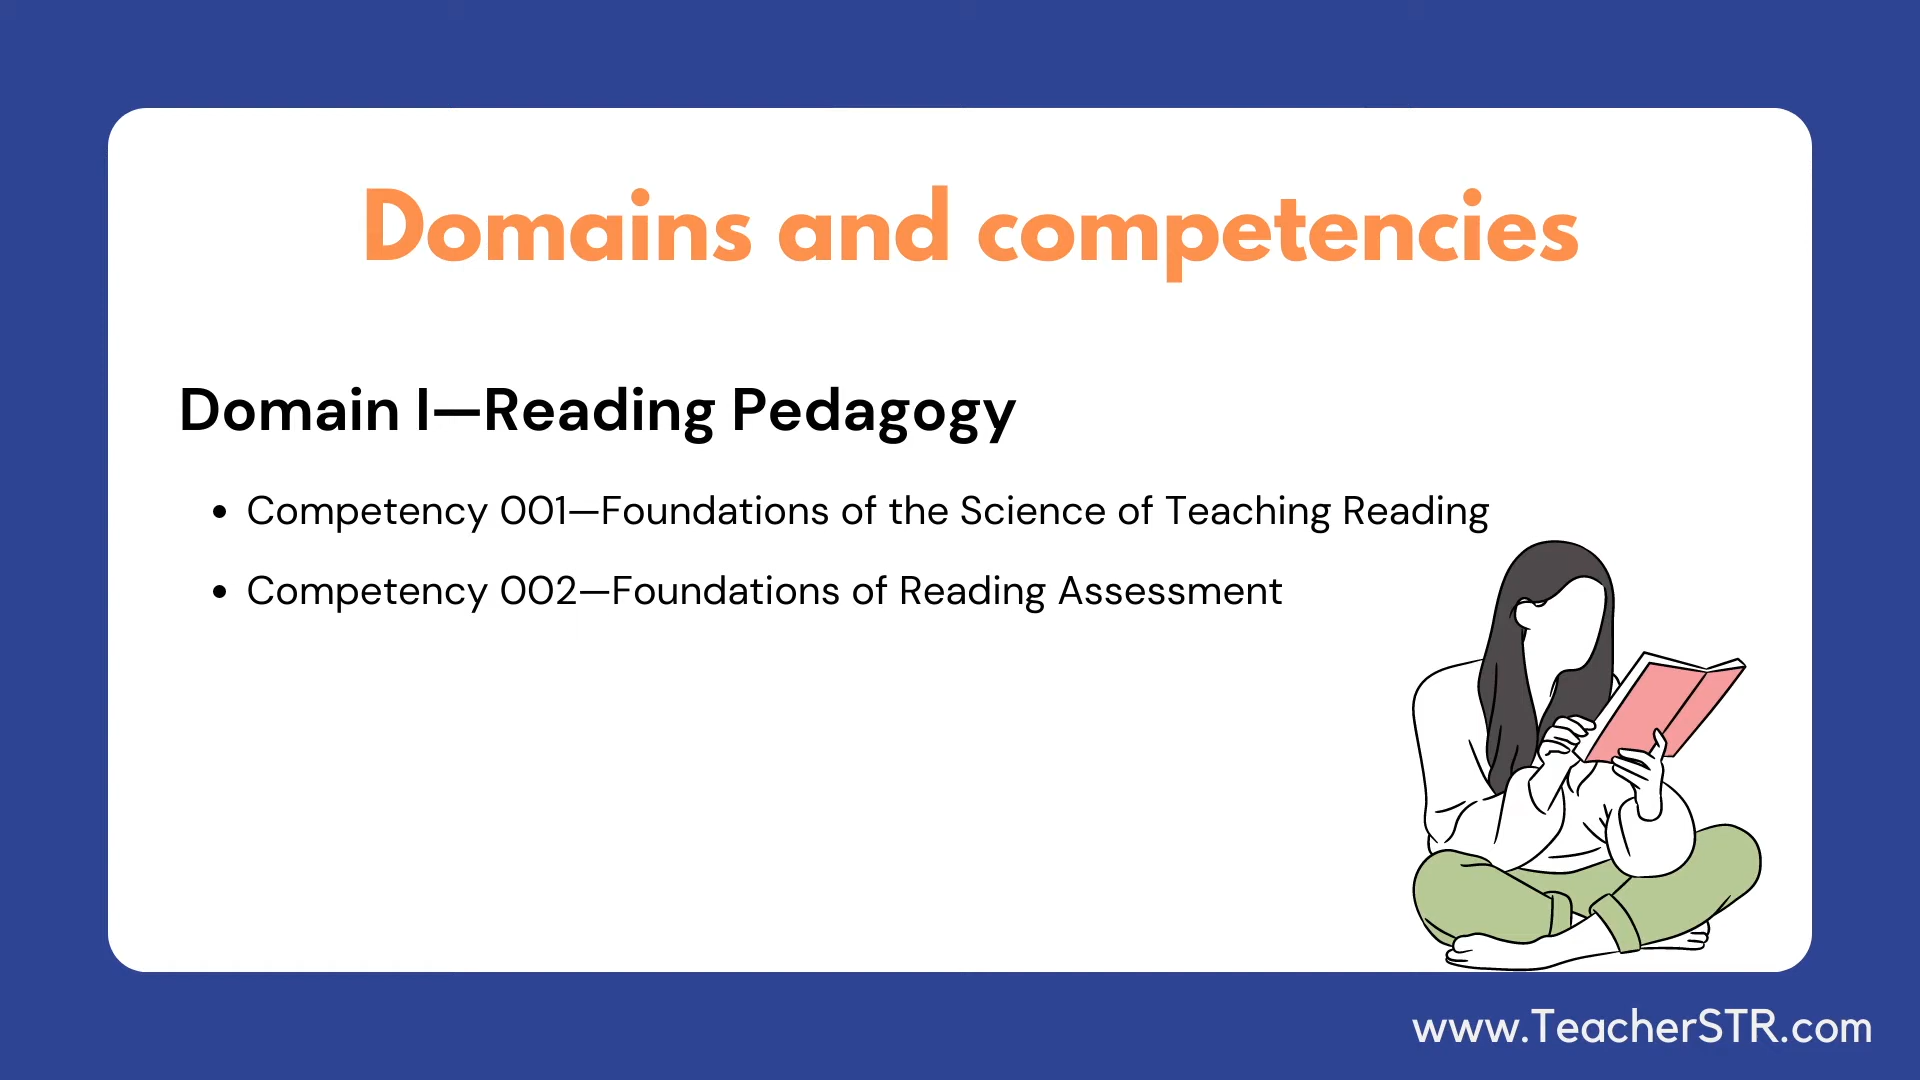 Domains and competencies
Domain I—Reading Pedagogy
• Competency 001—Foundations of the Science of Teaching Reading
• Competency 002—Foundations of Reading Assessment
www.TeacherSTR.com